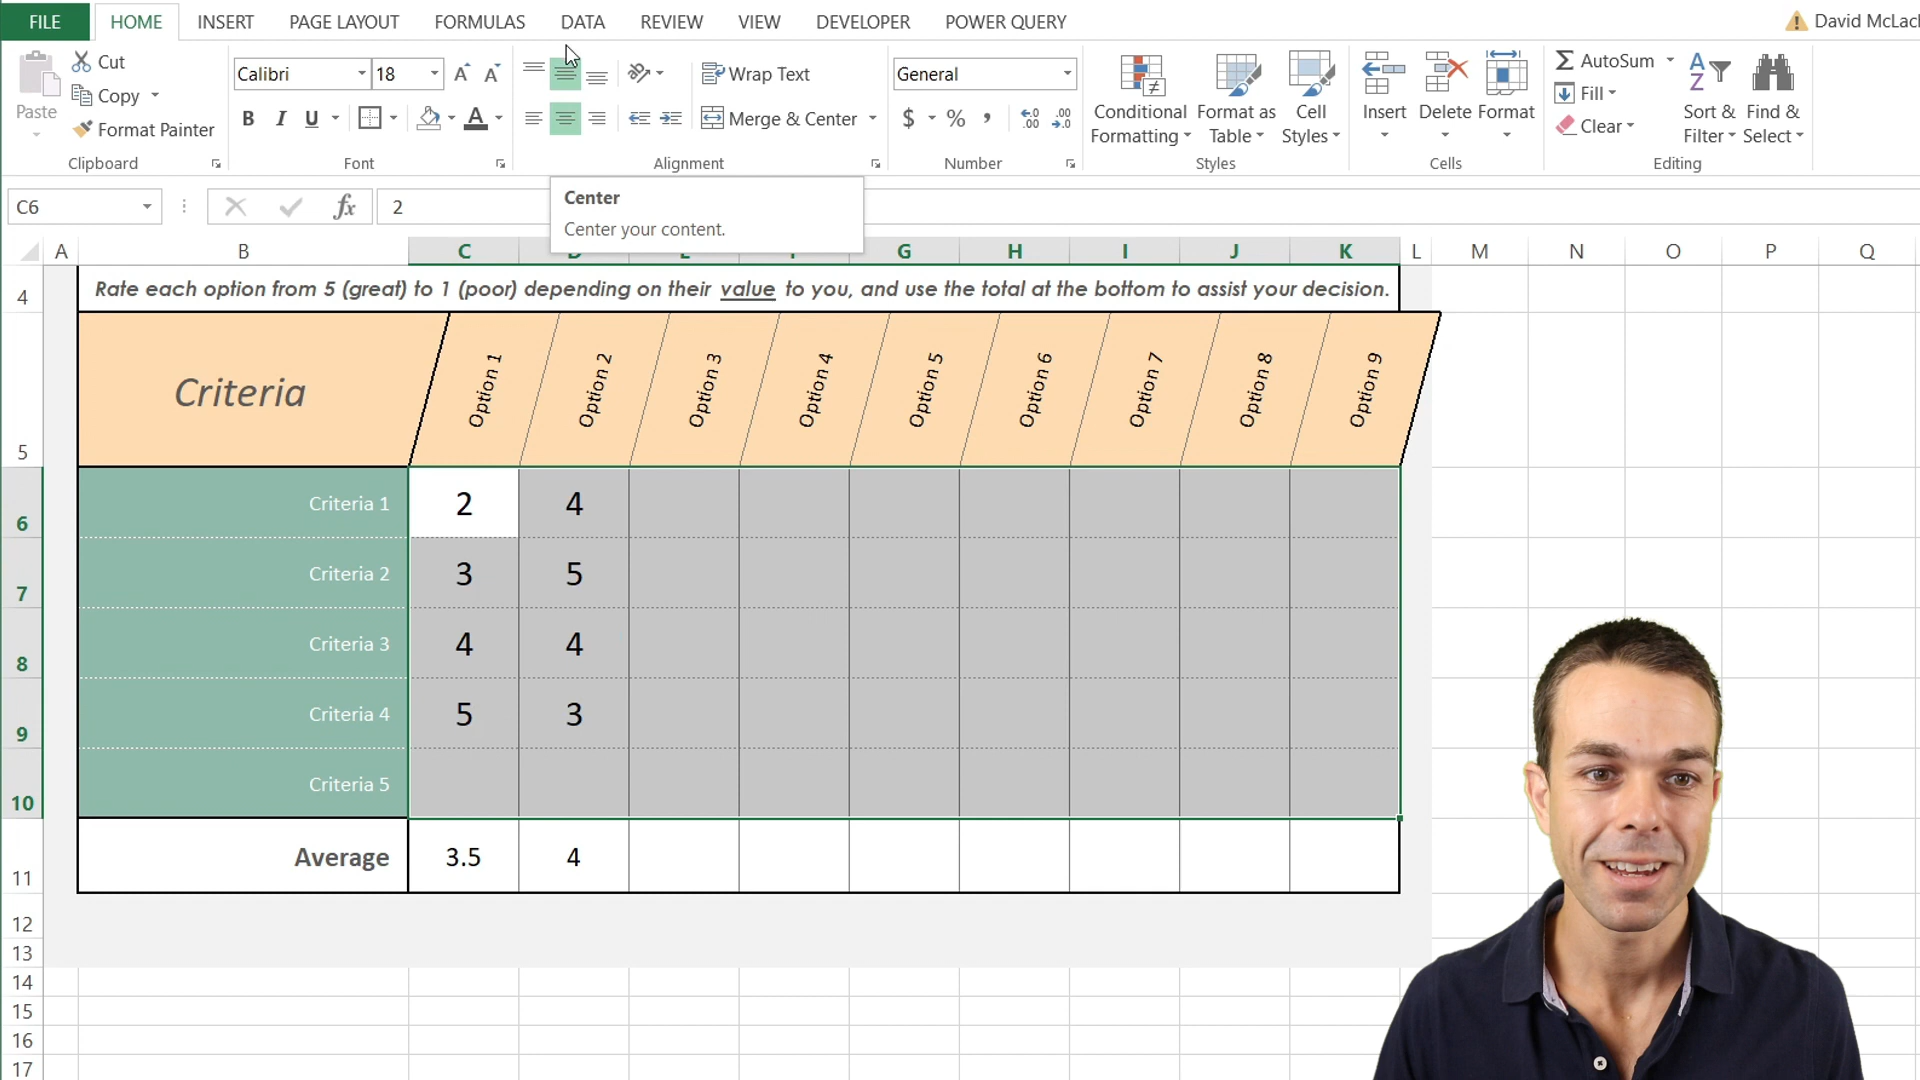 FILE HOME INSERT PAGE LAYOUT FORMULAS DATA REVIEW VIEW DEVELOPER POWER QUERY David McLacl
Paste Cut Copy Format Painter Clipboard
Calibri 18 A A B I U A Font
Wrap Text Merge & Center Alignment
General $ % , Number
Conditional Formatting Format as Table Cell Styles Styles
Insert Delete Format Cells
AutoSum Fill Clear Sort & Filter Find & Select Editing
C6 fx 2
Center
Center your content.
A B C D E F G H I J K L M N O P Q
4 Rate each option from 5 (great) to 1 (poor) depending on their value to you, and use the total at the bottom to assist your decision.
5 Criteria Option 1 Option 2 Option 3 Option 4 Option 5 Option 6 Option 7 Option 8 Option 9
6 Criteria 1 2 4
7 Criteria 2 3 5
8 Criteria 3 4 4
9 Criteria 4 5 3
10 Criteria 5
11 Average 3.5 4
12
13
14
15
16
17